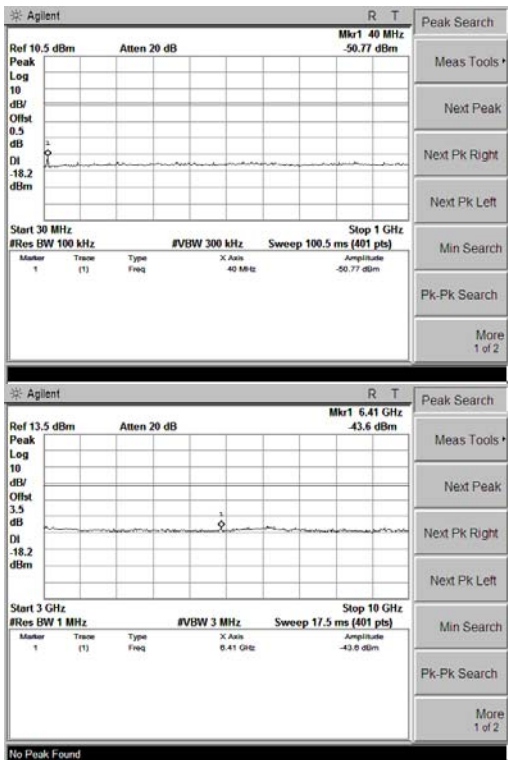 Agilent R T
Peak Search
Mkr1 40 MHz
Ref 10.5 dBm Atten 20 dB -50.77 dBm
Peak
Log
10
dB/
Offst
0.5
dB
DI
-18.2
dBm
1
Start 30 MHz Stop 1 GHz
#Res BW 100 kHz #VBW 300 kHz Sweep 100.5 ms (401 pts)
Marker Trace Type X Axis Amplitude
1 (1) Freq 40 MHz -50.77 dBm
Meas Tools
Next Peak
Next Pk Right
Next Pk Left
Min Search
Pk-Pk Search
More
1 of 2
Agilent R T
Peak Search
Mkr1 6.41 GHz
Ref 13.5 dBm Atten 20 dB -43.6 dBm
Peak
Log
10
dB/
Offst
3.5
dB
DI
-18.2
dBm
1
Start 3 GHz Stop 10 GHz
#Res BW 1 MHz #VBW 3 MHz Sweep 17.5 ms (401 pts)
Marker Trace Type X Axis Amplitude
1 (1) Freq 6.41 GHz -43.6 dBm
Meas Tools
Next Peak
Next Pk Right
Next Pk Left
Min Search
Pk-Pk Search
More
1 of 2
No Peak Found